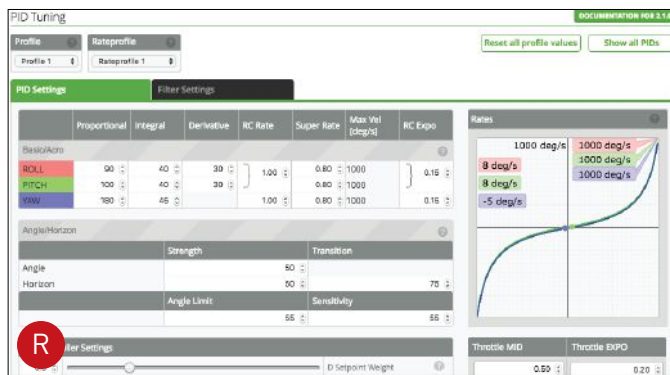 PID Tuning
DOCUMENTATION FOR 2.1.6
Profile
Rateprofile
Profile 1
Rateprofile 1
Reset all profile values
Show all PIDs
PID Settings
Filter Settings
Proportional Integral Derivative RC Rate Super Rate Max Vel [deg/s] RC Expo
Basic/Acro
ROLL 90 40 30 1.00 0.80 1000 0.15
PITCH 100 40 30 0.80 1000
YAW 180 45 1.00 0.80 1000 0.15
Rates
1000 deg/s 1000 deg/s
1000 deg/s
1000 deg/s
8 deg/s
8 deg/s
-5 deg/s
Angle/Horizon
Strength Transition
Angle 50
Horizon 50 75
Angle Limit Sensitivity
55 55
R
Settings
D Setpoint Weight
Throttle MID Throttle EXPO
0.50 0.20